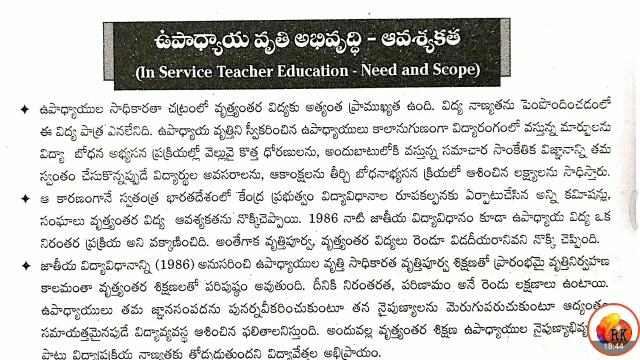 ఉపాధ్యాయ వృతి అభివృద్ధి - ఆవశ్యకత
(In Service Teacher Education - Need and Scope)
✦ ఉపాధ్యాయుల సాధికారతా చట్రంలో వృత్యంతర విద్యకు అత్యంత ప్రాముఖ్యత ఉంది. విద్య నాణ్యతను పెంపొందించడంలో
ఈ విద్య పాత్ర ఎనలేనిది. ఉపాధ్యాయ వృత్తిని స్వీకరించిన ఉపాధ్యాయులు కాలానుగుణంగా విద్యారంగంలో వస్తున్న మార్పులను
విద్యా బోధన అభ్యసన ప్రక్రియల్లో వెల్లువై కొత్త ధోరణులను, అందుబాటులోకి వస్తున్న సమాచార సాంకేతిక విజ్ఞానాన్ని తమ
స్వంతం చేసుకొన్నప్పుడే విద్యార్థుల అవసరాలను, ఆకాంక్షలను తీర్చి బోధనాభ్యసన క్రియలో ఆశించిన లక్ష్యాలను సాధిస్తారు.
✦ ఆ కారణంగానే స్వతంత్ర భారతదేశంలో కేంద్ర ప్రభుత్వం విద్యావిధానాల రూపకల్పనకు ఏర్పాటుచేసిన అన్ని కమీషన్లు,
సంఘాలు వృత్యంతర విద్య ఆవశ్యకతను నొక్కిచెప్పాయి. 1986 నాటి జాతీయ విద్యావిధానం కూడా ఉపాధ్యాయ విద్య ఒక
నిరంతర ప్రక్రియ అని వక్కాణించింది. అంతేగాక వృత్తిపూర్వ, వృత్యంతర విద్యలు రెండూ విడదీయరానివని నొక్కి చెప్పింది.
✦ జాతీయ విద్యావిధానాన్ని (1986) అనుసరించి ఉపాధ్యాయుల వృత్తి సాధికారత వృత్తిపూర్వ శిక్షణతో ప్రారంభమై వృత్తినిర్వహణ
కాలమంతా వృత్యంతర శిక్షణలతో పరిపుష్టం అవుతుంది. దీనికి నిరంతరత, పరిణామం అనే రెండు లక్షణాలు ఉంటాయి.
ఉపాధ్యాయులు తమ జ్ఞానసంపదను పునర్నవీకరించుకుంటూ తన నైపుణ్యాలను మెరుగుపరుచుకుంటూ ఆద్యంతం
సమాయత్తమైనపుడే విద్యావ్యవస్థ ఆశించిన ఫలితాలనిస్తుంది. అందువల్ల వృత్యంతర శిక్షణ ఉపాధ్యాయుల
పాటు విద్యాప్రక్రియ నాణ్యతకు తోడ్పడుతుందని విద్యావేత్తల అభిప్రాయం.
RK
18:44